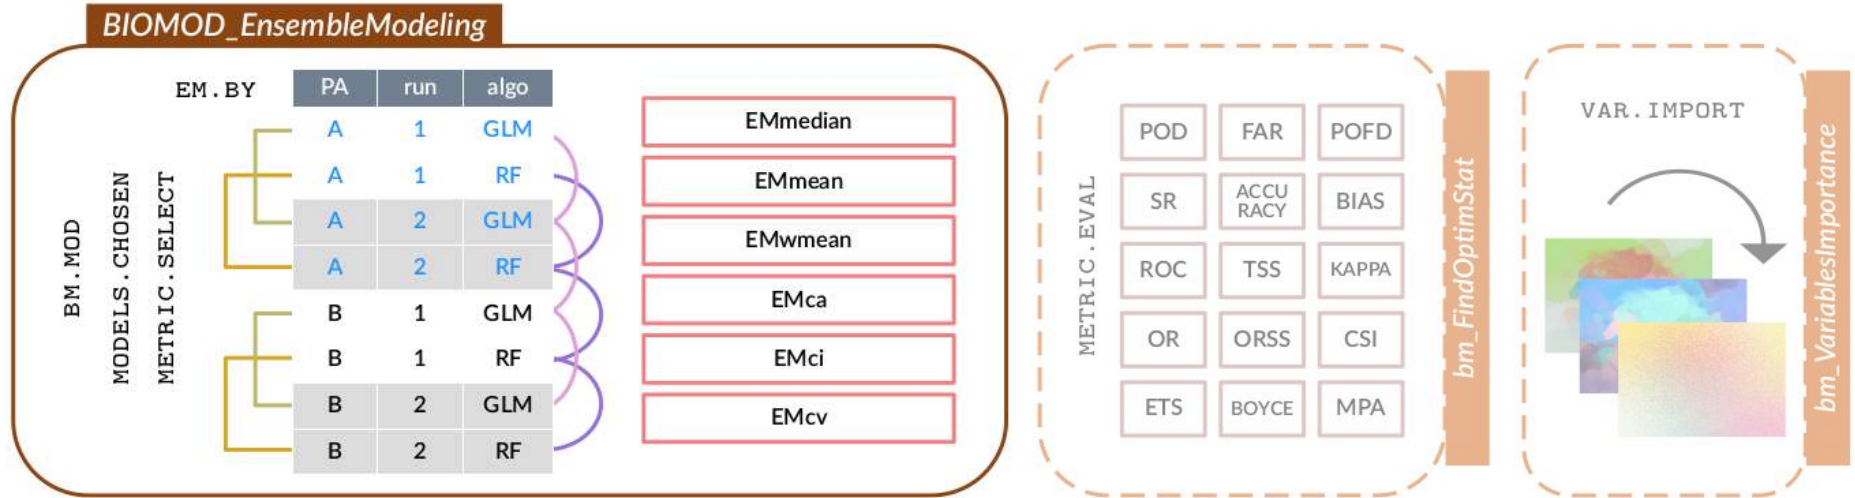 BIOMOD_EnsembleModeling
EM.BY
PA run algo
A 1 GLM
A 1 RF
A 2 GLM
A 2 RF
B 1 GLM
B 1 RF
B 2 GLM
B 2 RF
BM.MOD
MODELS.CHOSEN
METRIC.SELECT
EMmedian
EMmean
EMwmean
EMca
EMci
EMcv
METRIC.EVAL
POD FAR POFD
SR ACCU
RACY BIAS
ROC TSS KAPPA
OR ORSS CSI
ETS BOYCE MPA
bm_FindOptimStat
VAR.IMPORT
bm_VariablesImportance